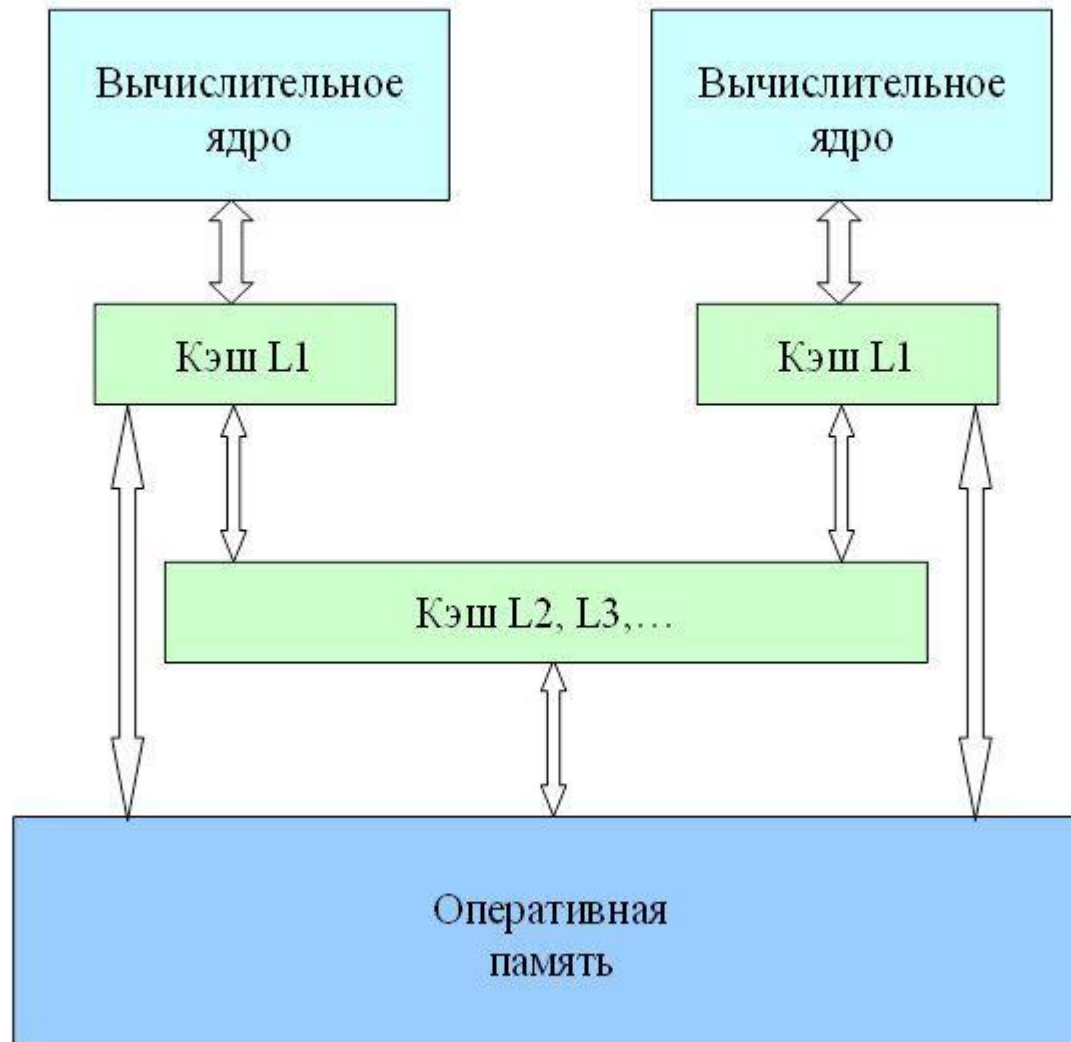 Вычислительное
ядро
Вычислительное
ядро
Кэш L1
Кэш L1
Кэш L2, L3,...
Оперативная
память